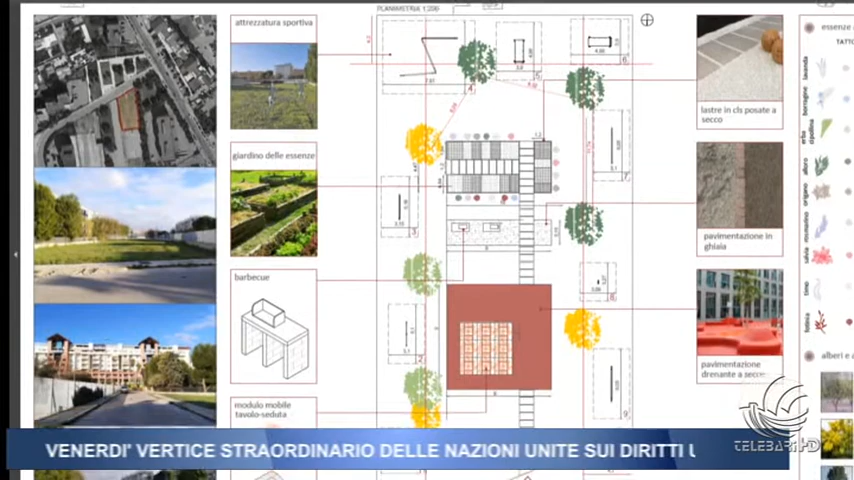 PLANIMETRIA 1:200
attrezzatura sportiva
giardino delle essenze
barbecue
modulo mobile
tavolo-seduta
lastre in cls posate a
secco
pavimentazione in
ghiaia
pavimentazione
drenante a secco
essenze
TATTO
lavanda
borragine
erba
cipollina
alloro
origano
rosmarino
salvia
timo
fotinia
alberi e a
TELEBARI HD
VENERDI' VERTICE STRAORDINARIO DELLE NAZIONI UNITE SUI DIRITTI